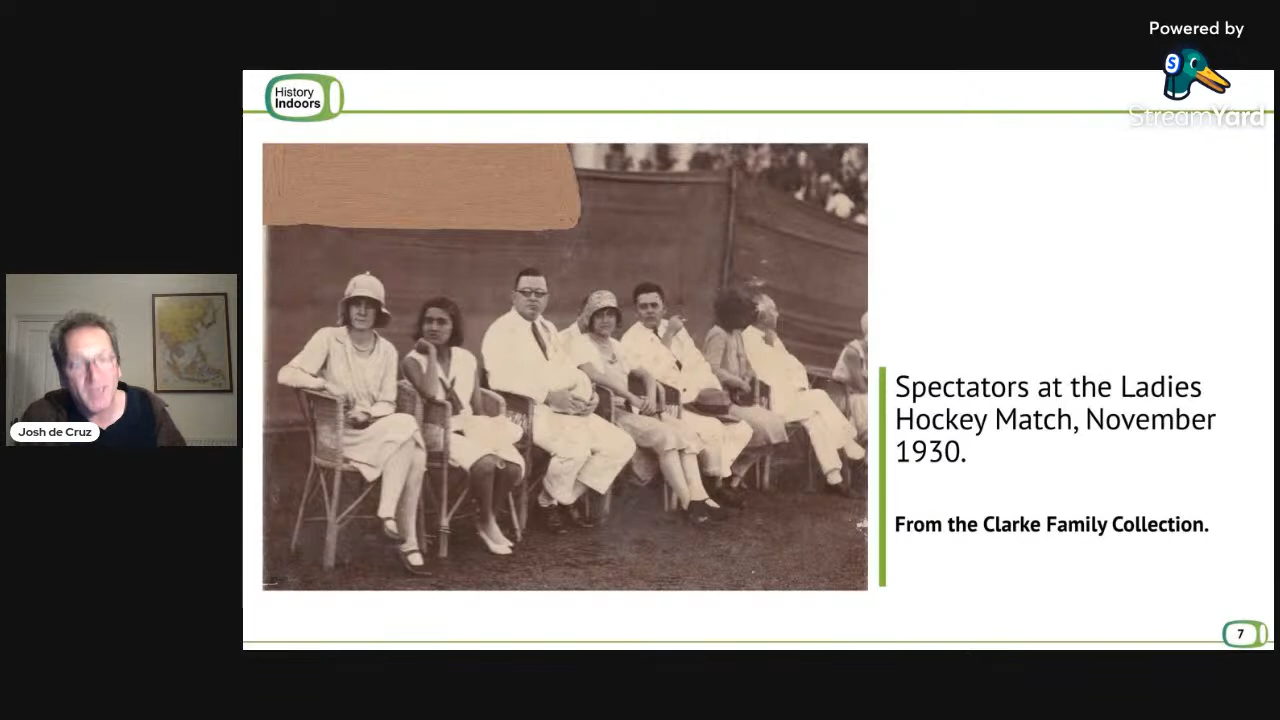 Powered by
StreamYard
History
Indoors
Spectators at the Ladies
Hockey Match, November
1930.
From the Clarke Family Collection.
Josh de Cruz
7
S